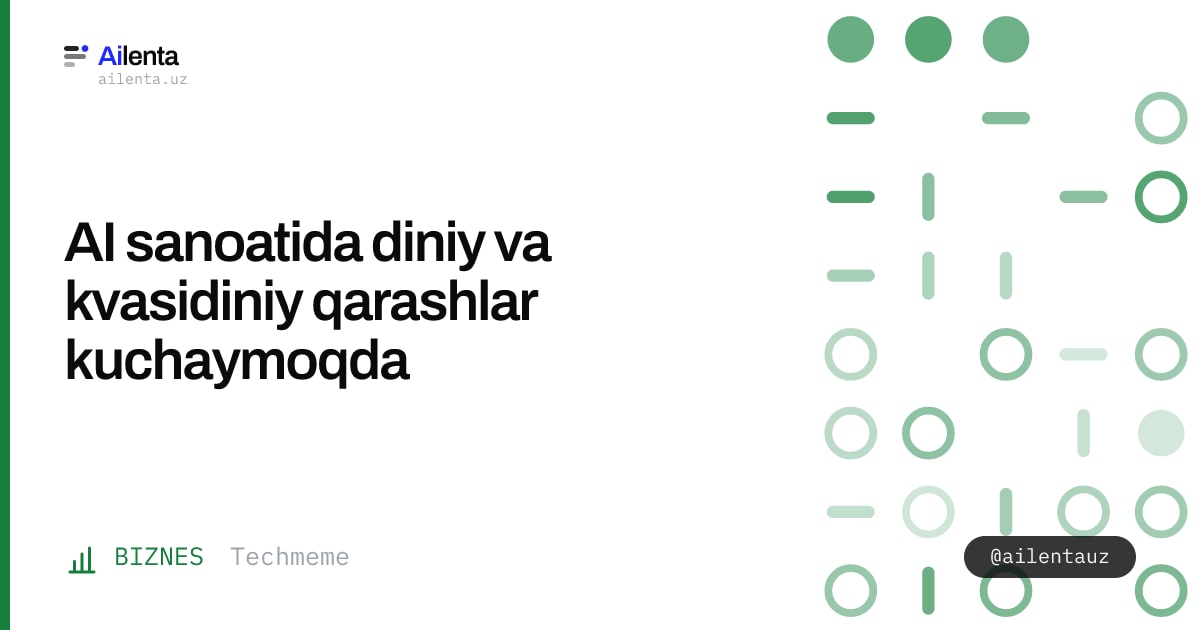 Ailenta
ailenta.uz
AI sanoatida diniy va
kvasidiniy qarashlar
kuchaymoqda
BIZNES Techmeme
@ailentauz